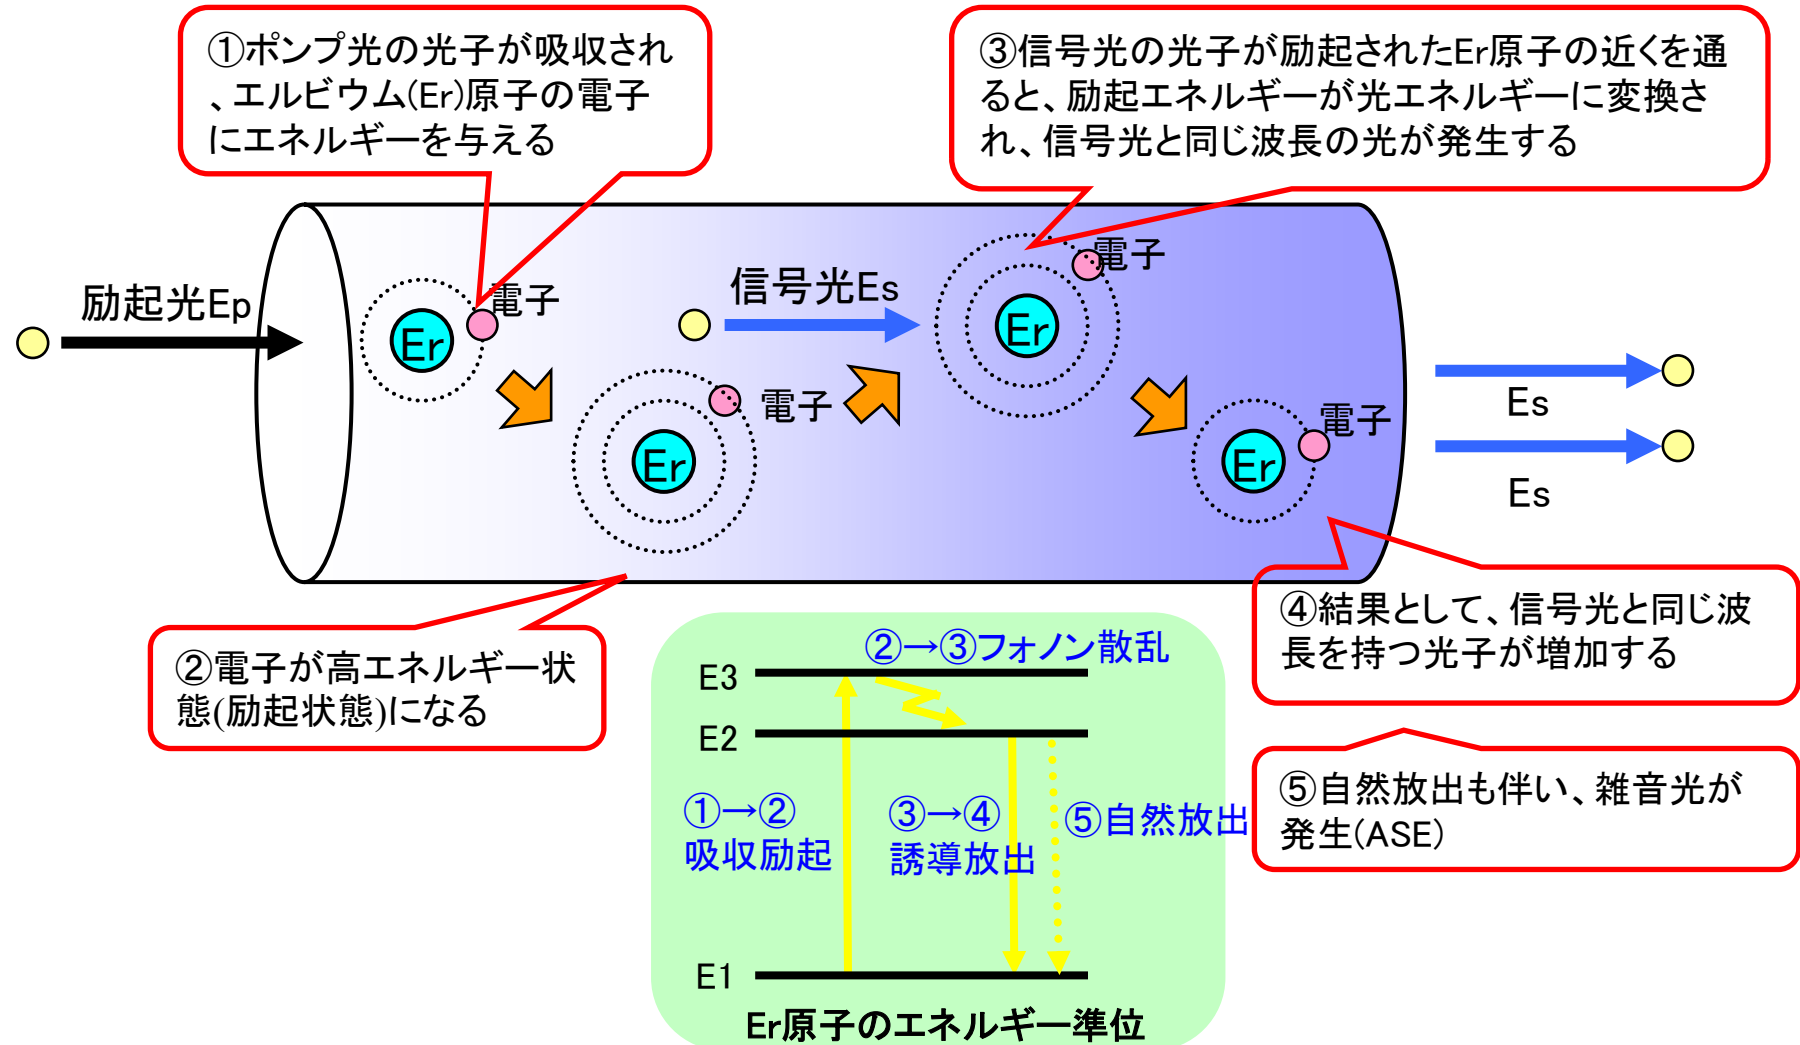 ①ポンプ光の光子が吸収され
、エルビウム(Er)原子の電子
にエネルギーを与える
③信号光の光子が励起されたEr原子の近くを通
ると、励起エネルギーが光エネルギーに変換さ
れ、信号光と同じ波長の光が発生する
励起光Ep
電子
Er
信号光Es
電子
Er
電子
Er
電子
Er
Es
Es
②電子が高エネルギー状
態(励起状態)になる
④結果として、信号光と同じ波
長を持つ光子が増加する
⑤自然放出も伴い、雑音光が
発生(ASE)
②→③フォノン散乱
E3
E2
①→②
吸収励起
③→④
誘導放出
⑤自然放出
E1
Er原子のエネルギー準位